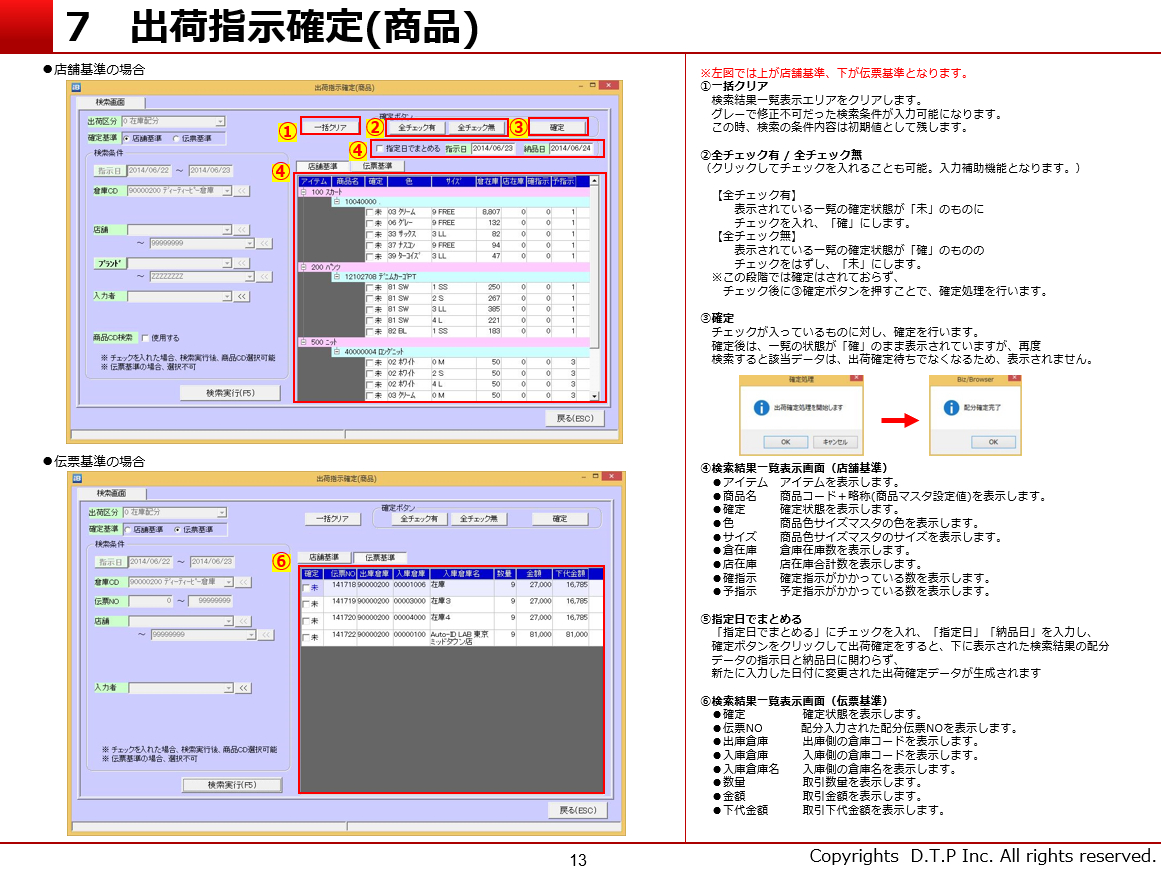 7　出荷指示確定(商品)
●店舗基準の場合
出荷指示確定(商品)
検索画面
出荷区分 0 在庫配分
確定基準 店舗基準 伝票基準
検索条件
指示日 2014/06/22 ～ 2014/06/23
倉庫CD 90000200 ディーティーピー倉庫 <<
店舗 <<
～ 99999999 <<
ブランド <<
～ ZZZZZZZZ <<
入力者 <<
商品CD検索 使用する
※ チェックを入れた場合、検索実行後、商品CD選択可能
※ 伝票基準の場合、選択不可
検索実行(F5)
① 一括クリア
確定ボタン
② 全チェック有 全チェック無 ③ 確定
④ 指定日でまとめる 指示日 2014/06/23 納品日 2014/06/24
④ 店舗基準 伝票基準
アイテム 商品名 確定 色 サイズ 倉在庫 店在庫 確指示 予指示
100 スカート
10040000 .
未 03 クリーム 9 FREE 8,807 0 0 1
未 06 グレー 9 FREE 132 0 0 1
未 33 サックス 3 LL 82 0 0 1
未 37 ナスコン 9 FREE 94 0 0 1
未 39 ターコイズ 3 LL 47 0 0 1
200 パンツ
12102708 デニムカーゴPT
未 81 SW 1 SS 250 0 0 1
未 81 SW 2 S 267 0 0 1
未 81 SW 3 LL 385 0 0 1
未 81 SW 4 L 221 0 0 1
未 82 BL 1 SS 183 0 0 1
500 ニット
40000004 ロングニット
未 02 ホワイト 0 M 50 0 0 3
未 02 ホワイト 2 S 50 0 0 3
未 02 ホワイト 4 L 50 0 0 3
未 03 クリーム 0 M 50 0 0 3
戻る(ESC)
●伝票基準の場合
出荷指示確定(商品)
検索画面
出荷区分 0 在庫配分
確定基準 店舗基準 伝票基準
検索条件
指示日 2014/06/22 ～ 2014/06/23
倉庫CD 90000200 ディーティーピー倉庫 <<
伝票NO 0 ～ 99999999
店舗 <<
～ 99999999 <<
入力者 <<
※ チェックを入れた場合、検索実行後、商品CD選択可能
※ 伝票基準の場合、選択不可
検索実行(F5)
一括クリア
確定ボタン
全チェック有 全チェック無 確定
⑥ 店舗基準 伝票基準
確定 伝票NO 出庫倉庫 入庫倉庫 入庫倉庫名 数量 金額 下代金額
未 141718 90000200 00001006 在庫 9 27,000 16,785
未 141719 90000200 00003000 在庫３ 9 27,000 16,785
未 141720 90000200 00004000 在庫４ 9 27,000 16,785
未 141722 90000200 00000100 Auto-ID LAB 東京ミッドタウン店 9 81,000 81,000
戻る(ESC)
※左図では上が店舗基準、下が伝票基準となります。
①一括クリア
検索結果一覧表示エリアをクリアします。
グレーで修正不可だった検索条件が入力可能になります。
この時、検索の条件内容は初期値として残します。
②全チェック有 / 全チェック無
（クリックしてチェックを入れることも可能。入力補助機能となります。）
【全チェック有】
表示されている一覧の確定状態が「未」のものに
チェックを入れ、「確」にします。
【全チェック無】
表示されている一覧の確定状態が「確」のものの
チェックをはずし、「未」にします。
※この段階では確定はされておらず、
チェック後に③確定ボタンを押すことで、確定処理を行います。
③確定
チェックが入っているものに対し、確定を行います。
確定後は、一覧の状態が「確」のまま表示されていますが、再度
検索すると該当データは、出荷確定待ちでなくなるため、表示されません。
確定処理
出荷確定処理を開始します
OK キャンセル
Biz/Browser
配分確定完了
OK
④検索結果一覧表示画面（店舗基準）
●アイテム　アイテムを表示します。
●商品名　商品コード＋略称(商品マスタ設定値)を表示します。
●確定　確定状態を表示します。
●色　商品色サイズマスタの色を表示します。
●サイズ　商品色サイズマスタのサイズを表示します。
●倉在庫　倉庫在庫数を表示します。
●店在庫　店在庫合計数を表示します。
●確指示　確定指示がかかっている数を表示します。
●予指示　予定指示がかかっている数を表示します。
⑤指定日でまとめる
「指定日でまとめる」にチェックを入れ、「指定日」「納品日」を入力し、
確定ボタンをクリックして出荷確定をすると、下に表示された検索結果の配分
データの指示日と納品日に関わらず、
新たに入力した日付に変更された出荷確定データが生成されます
⑥検索結果一覧表示画面（伝票基準）
●確定　確定状態を表示します。
●伝票NO　配分入力された配分伝票NOを表示します。
●出庫倉庫　出庫側の倉庫コードを表示します。
●入庫倉庫　入庫側の倉庫コードを表示します。
●入庫倉庫名　入庫側の倉庫名を表示します。
●数量　取引数量を表示します。
●金額　取引金額を表示します。
●下代金額　取引下代金額を表示します。
13
Copyrights D.T.P Inc. All rights reserved.